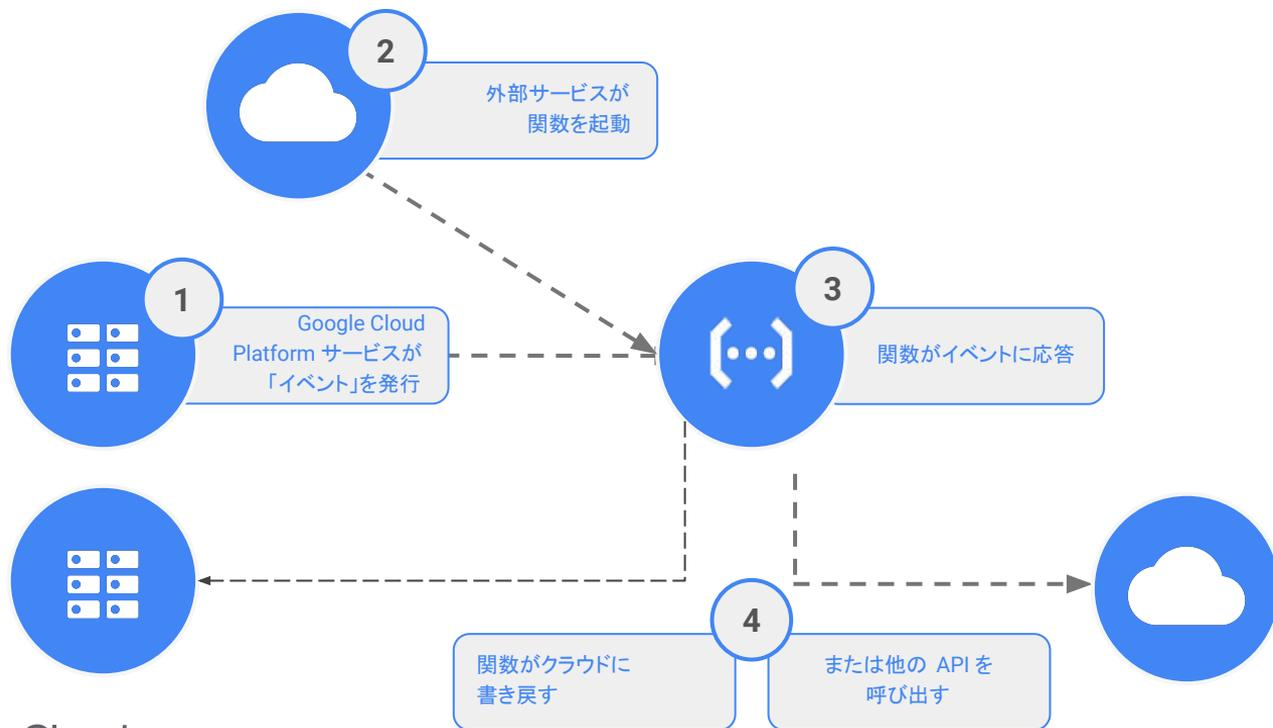 2
外部サービスが
関数を起動
1
Google Cloud
Platform サービスが
「イベント」を発行
3
関数がイベントに応答
4
関数がクラウドに
書き戻す
または他の API を
呼び出す